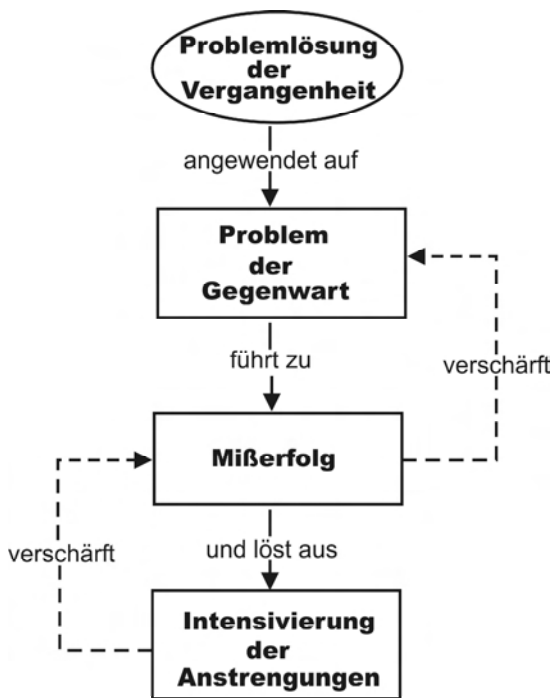 Problemlösung
der
Vergangenheit
angewendet auf
Problem
der
Gegenwart
führt zu
verschärft
Mißerfolg
verschärft
und löst aus
Intensivierung
der
Anstrengungen